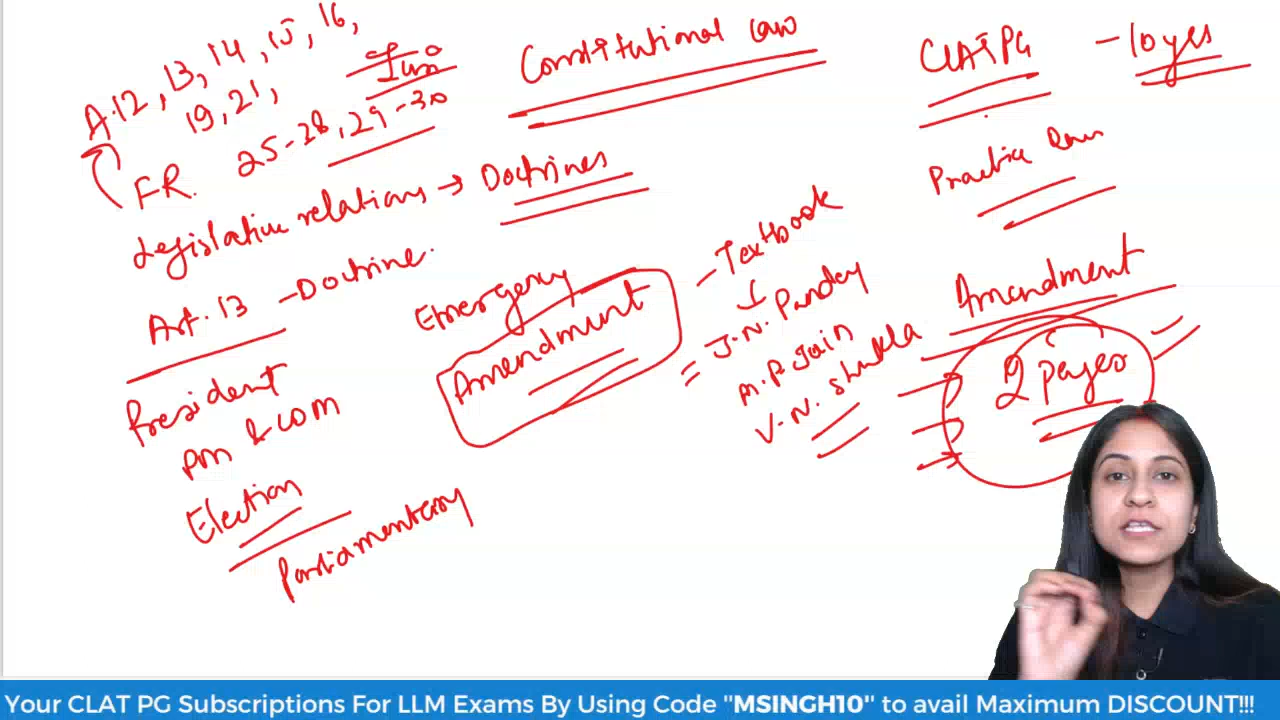 Constitutional law
CLAT PG - 10 yrs
A.12, 13, 14, 15, 16,
19, 21,
FR. 25-28, 29-30
Legislative relations → Doctrines
Art. 13 - Doctrine.
President
PM & COM
Election
Parliamentary
Emergency
Amendment
- Textbook
↓
= J.N. Pandey
M.P. Jain
V.N. Shukla
Practice
Amendment
2 pages
Your CLAT PG Subscriptions For LLM Exams By Using Code "MSINGH10" to avail Maximum DISCOUNT!!!